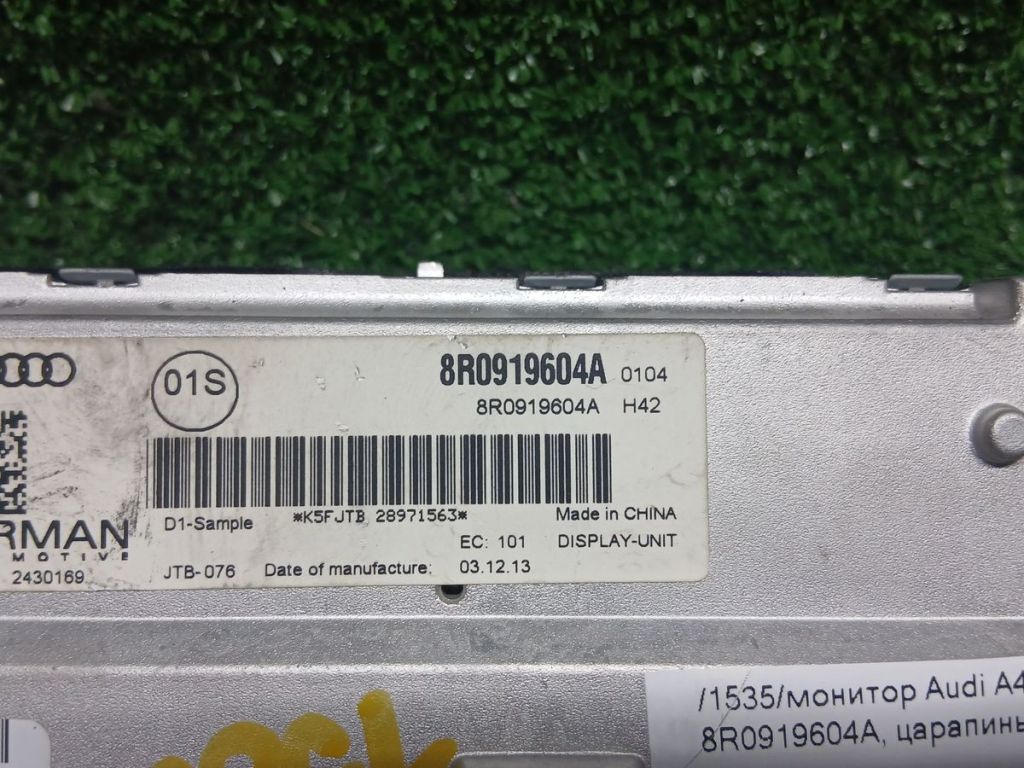 01S
8R0919604A 0104
8R0919604A H42
D1-Sample *K5FJTB 28971563* Made in CHINA
RMAN
MOTIVE
EC: 101 DISPLAY-UNIT
2430169 JTB-076 Date of manufacture: 03.12.13
/1535/монитор Audi A4
8R0919604A, царапины